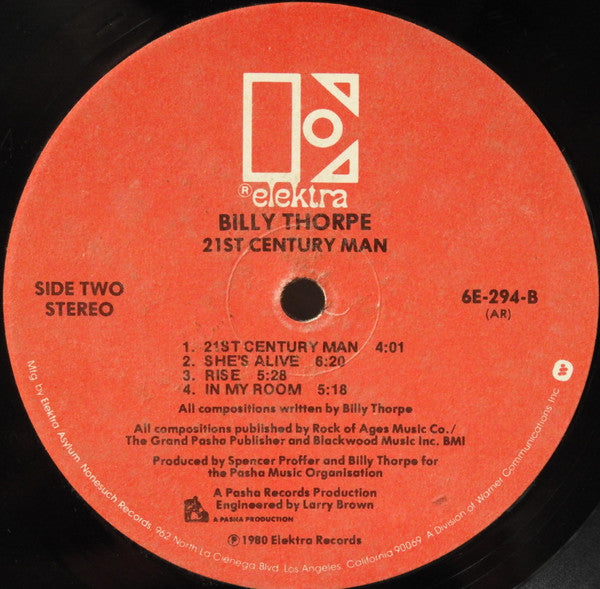 ® elektra
BILLY THORPE
21ST CENTURY MAN
SIDE TWO
STEREO
6E-294-B
(AR)
1. 21ST CENTURY MAN 4:01
2. SHE'S ALIVE 6:20
3. RISE 5:28
4. IN MY ROOM 5:18
All compositions written by Billy Thorpe
All compositions published by Rock of Ages Music Co./
The Grand Pasha Publisher and Blackwood Music Inc. BMI
Produced by Spencer Proffer and Billy Thorpe for
the Pasha Music Organisation
A Pasha Records Production
Engineered by Larry Brown
A PASHA PRODUCTION
℗ 1980 Elektra Records
Mfg by Elektra Asylum Nonesuch Records, 962 North La Cienega Blvd. Los Angeles, California 90069 A Division of Warner Communications Inc.